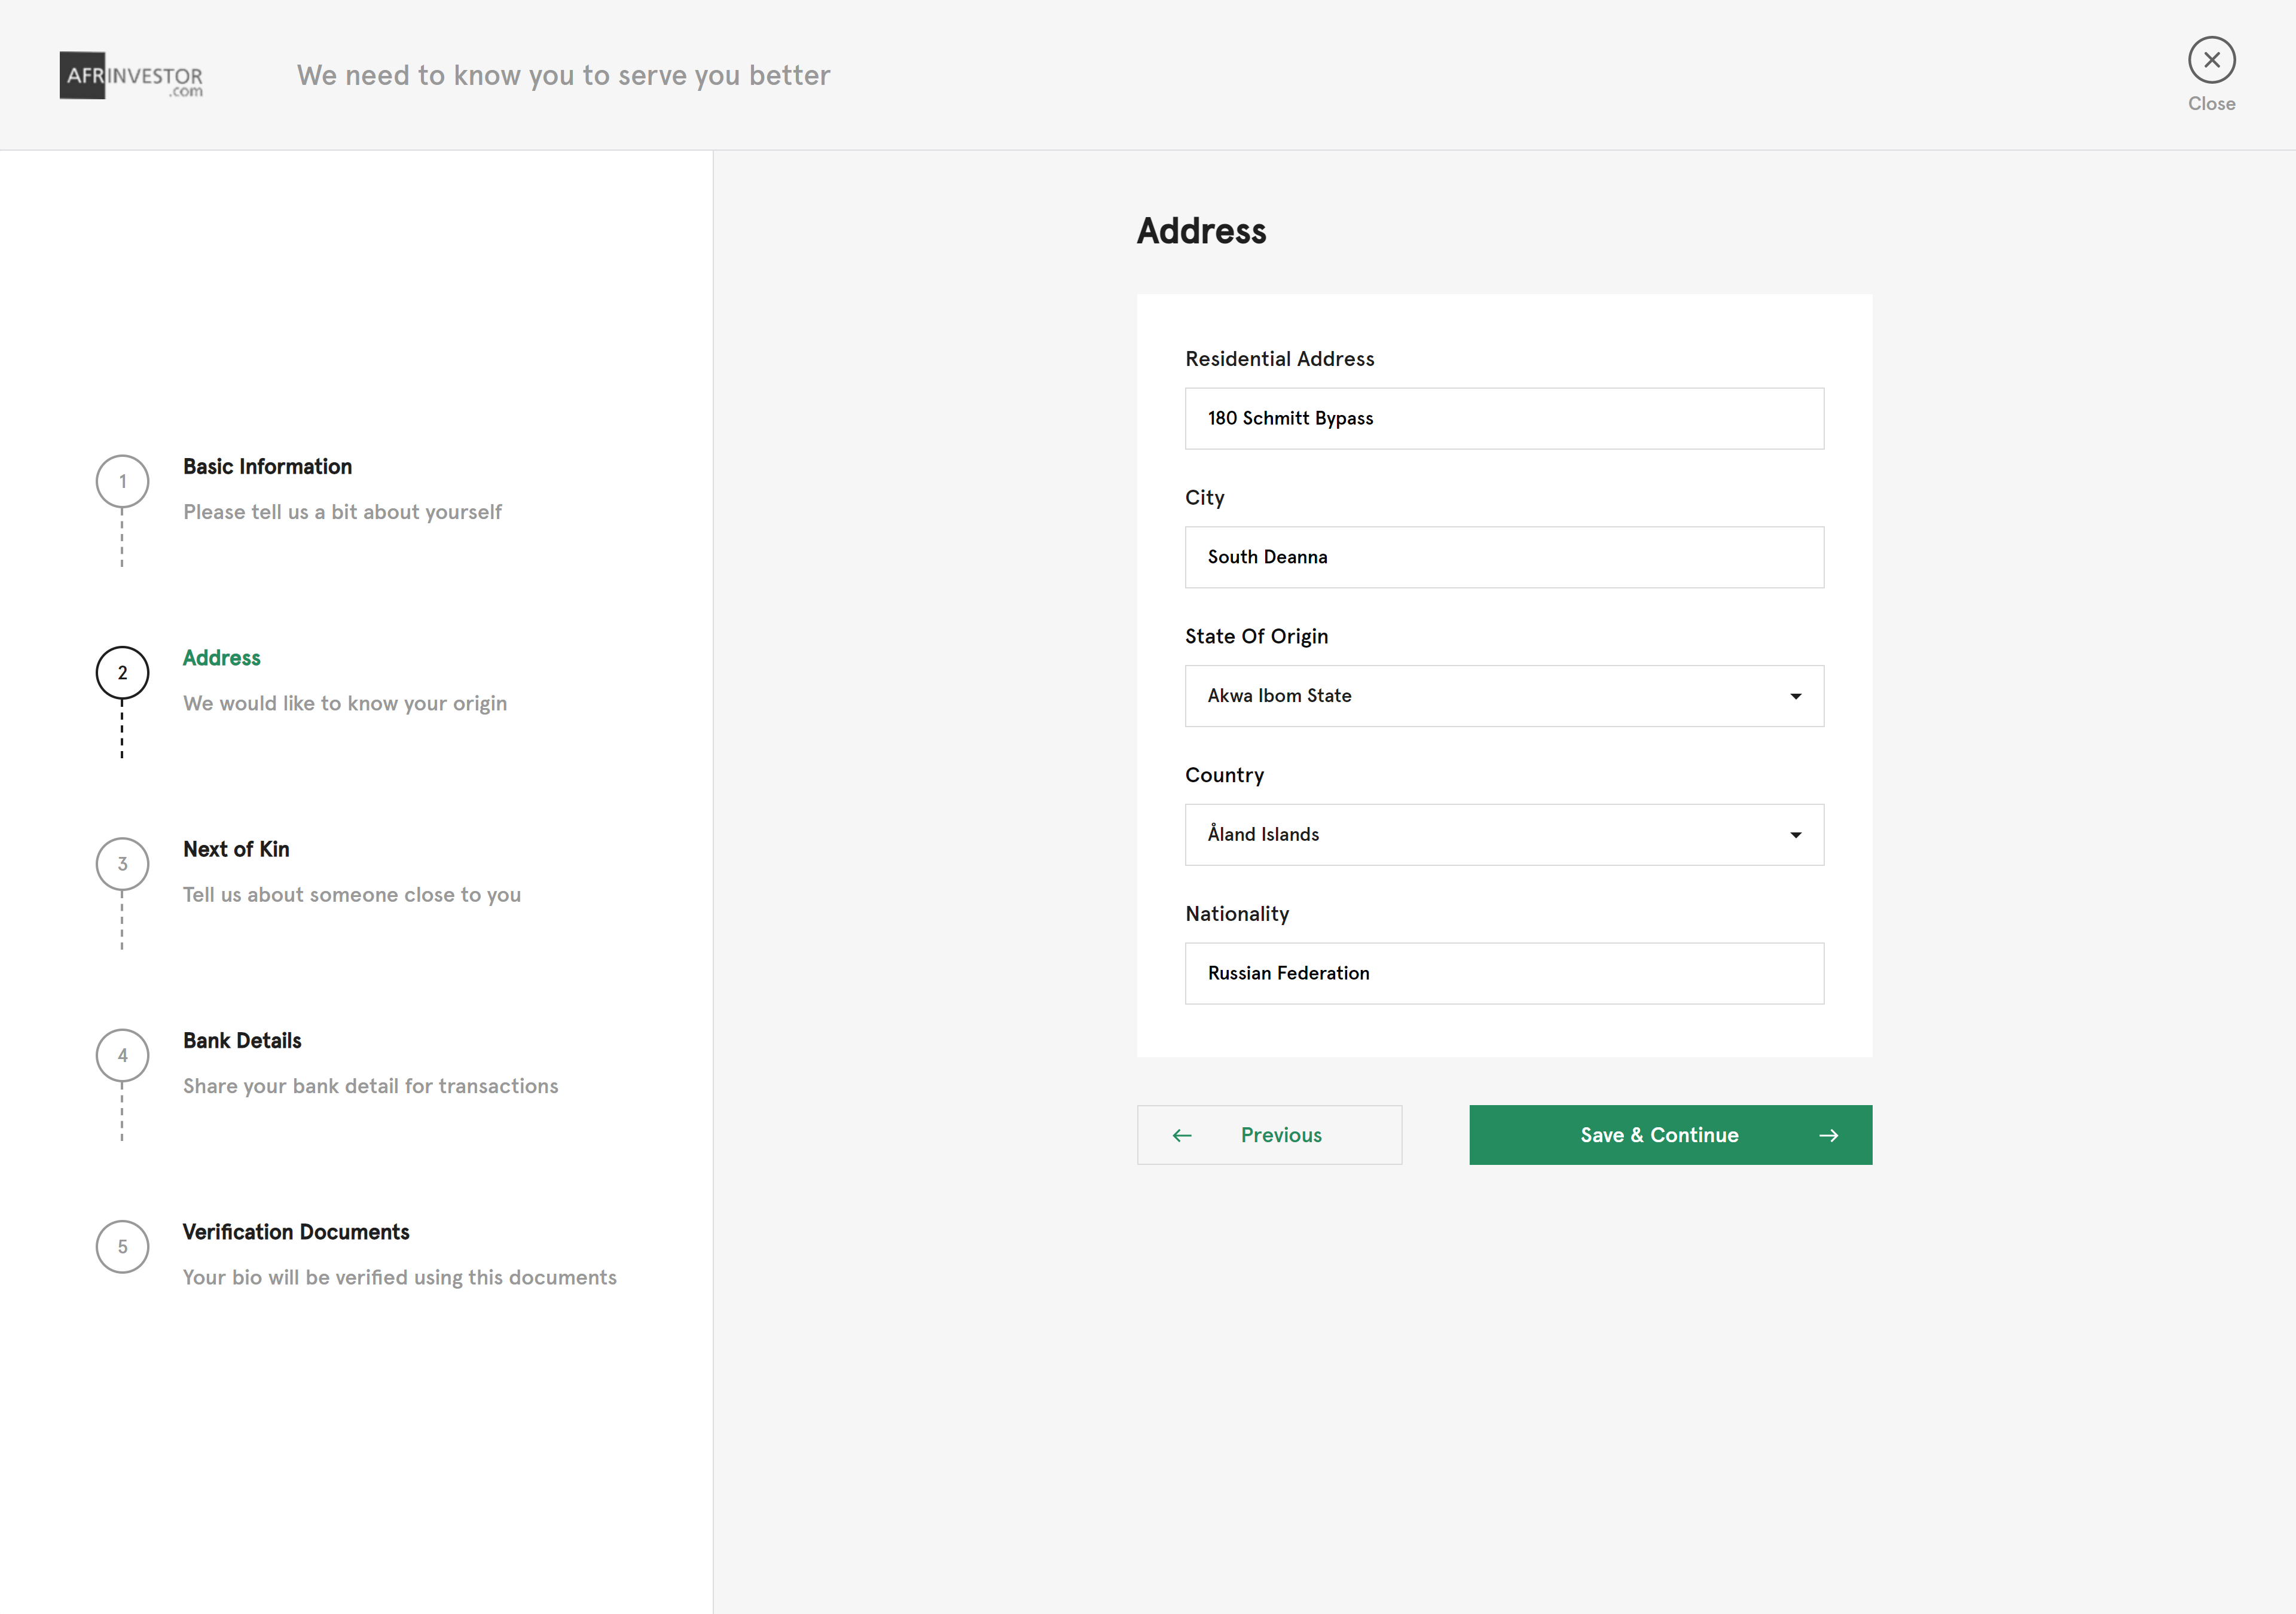 AFRINVESTOR
.com
We need to know you to serve you better
Close
1
Basic Information
Please tell us a bit about yourself
2
Address
We would like to know your origin
3
Next of Kin
Tell us about someone close to you
4
Bank Details
Share your bank detail for transactions
5
Verification Documents
Your bio will be verified using this documents
Address
Residential Address
180 Schmitt Bypass
City
South Deanna
State Of Origin
Akwa Ibom State
Country
Åland Islands
Nationality
Russian Federation
Previous
Save & Continue